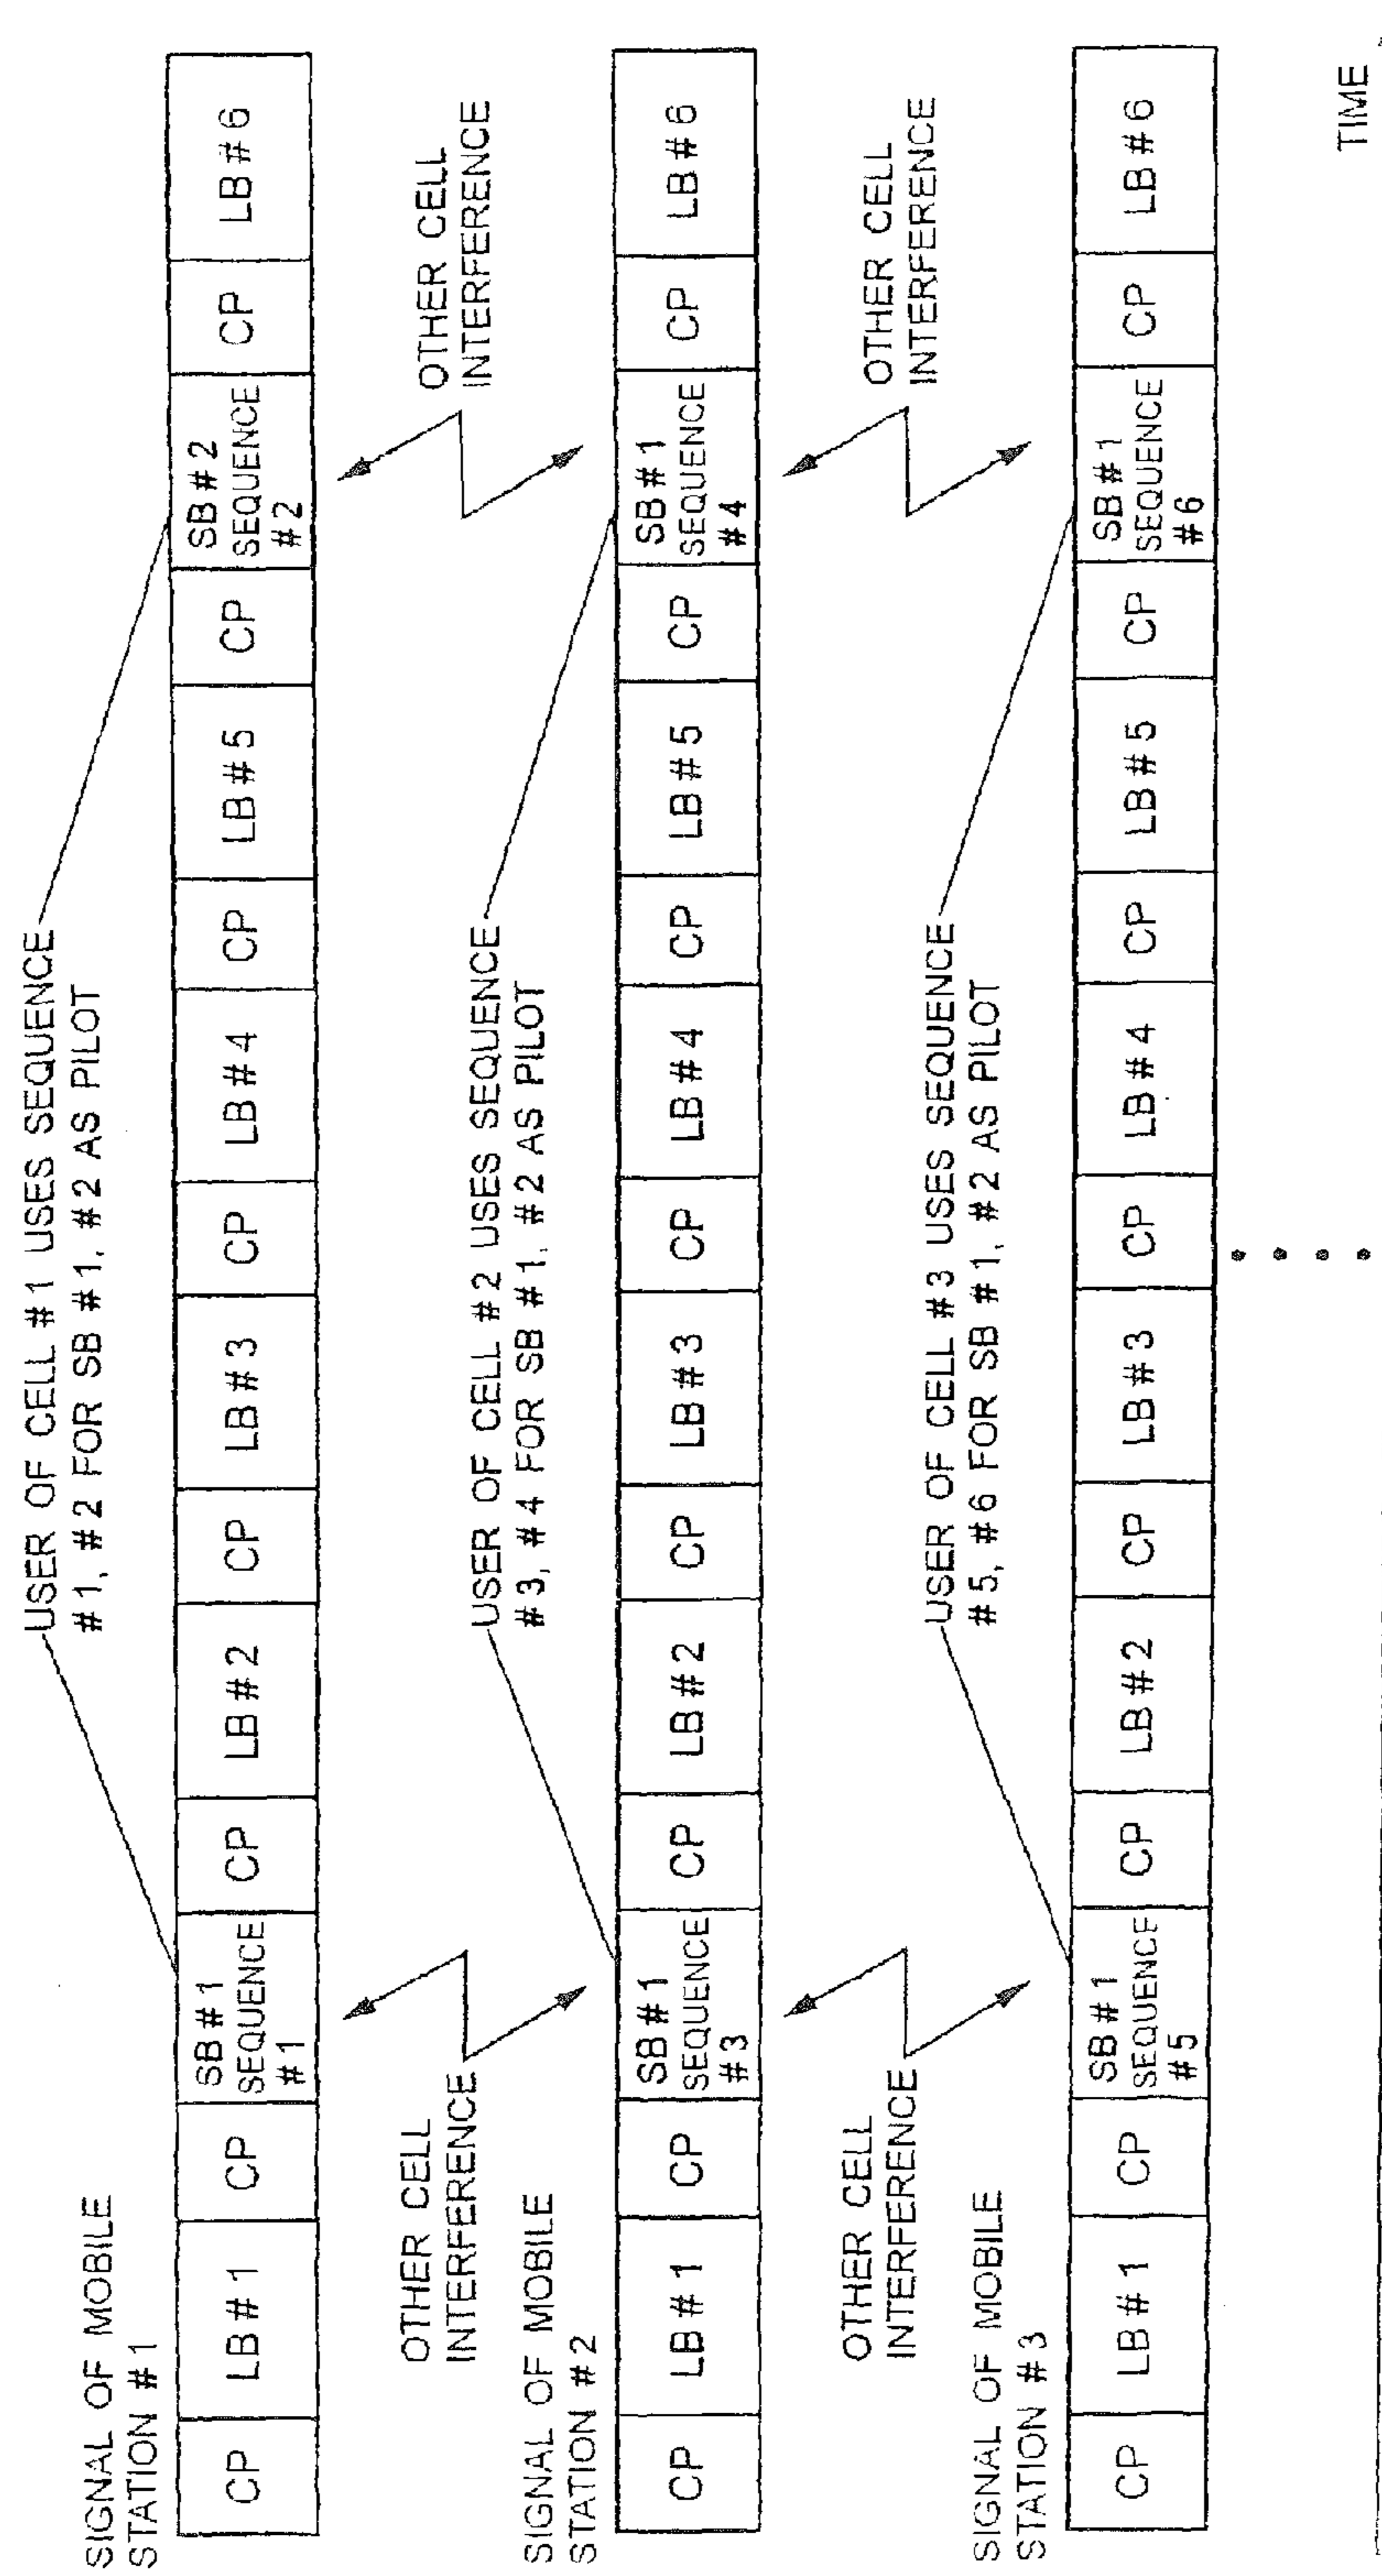 USER OF CELL #1 USES SEQUENCE
#1, #2 FOR SB #1, #2 AS PILOT
SIGNAL OF MOBILE
STATION #1
CP
LB#1
CP
SB#1
SEQUENCE
#1
CP
LB#2
CP
LB#3
CP
LB#4
CP
LB#5
CP
SB#2
SEQUENCE
#2
CP
LB#6
OTHER CELL
INTERFERENCE
OTHER CELL
INTERFERENCE
USER OF CELL #2 USES SEQUENCE
#3, #4 FOR SB #1, #2 AS PILOT
SIGNAL OF MOBILE
STATION #2
CP
LB#1
CP
SB#1
SEQUENCE
#3
CP
LB#2
CP
LB#3
CP
LB#4
CP
LB#5
CP
SB#1
SEQUENCE
#4
CP
LB#6
OTHER CELL
INTERFERENCE
OTHER CELL
INTERFERENCE
USER OF CELL #3 USES SEQUENCE
#5, #6 FOR SB #1, #2 AS PILOT
SIGNAL OF MOBILE
STATION #3
CP
LB#1
CP
SB#1
SEQUENCE
#5
CP
LB#2
CP
LB#3
CP
LB#4
CP
LB#5
CP
SB#1
SEQUENCE
#6
CP
LB#6
TIME